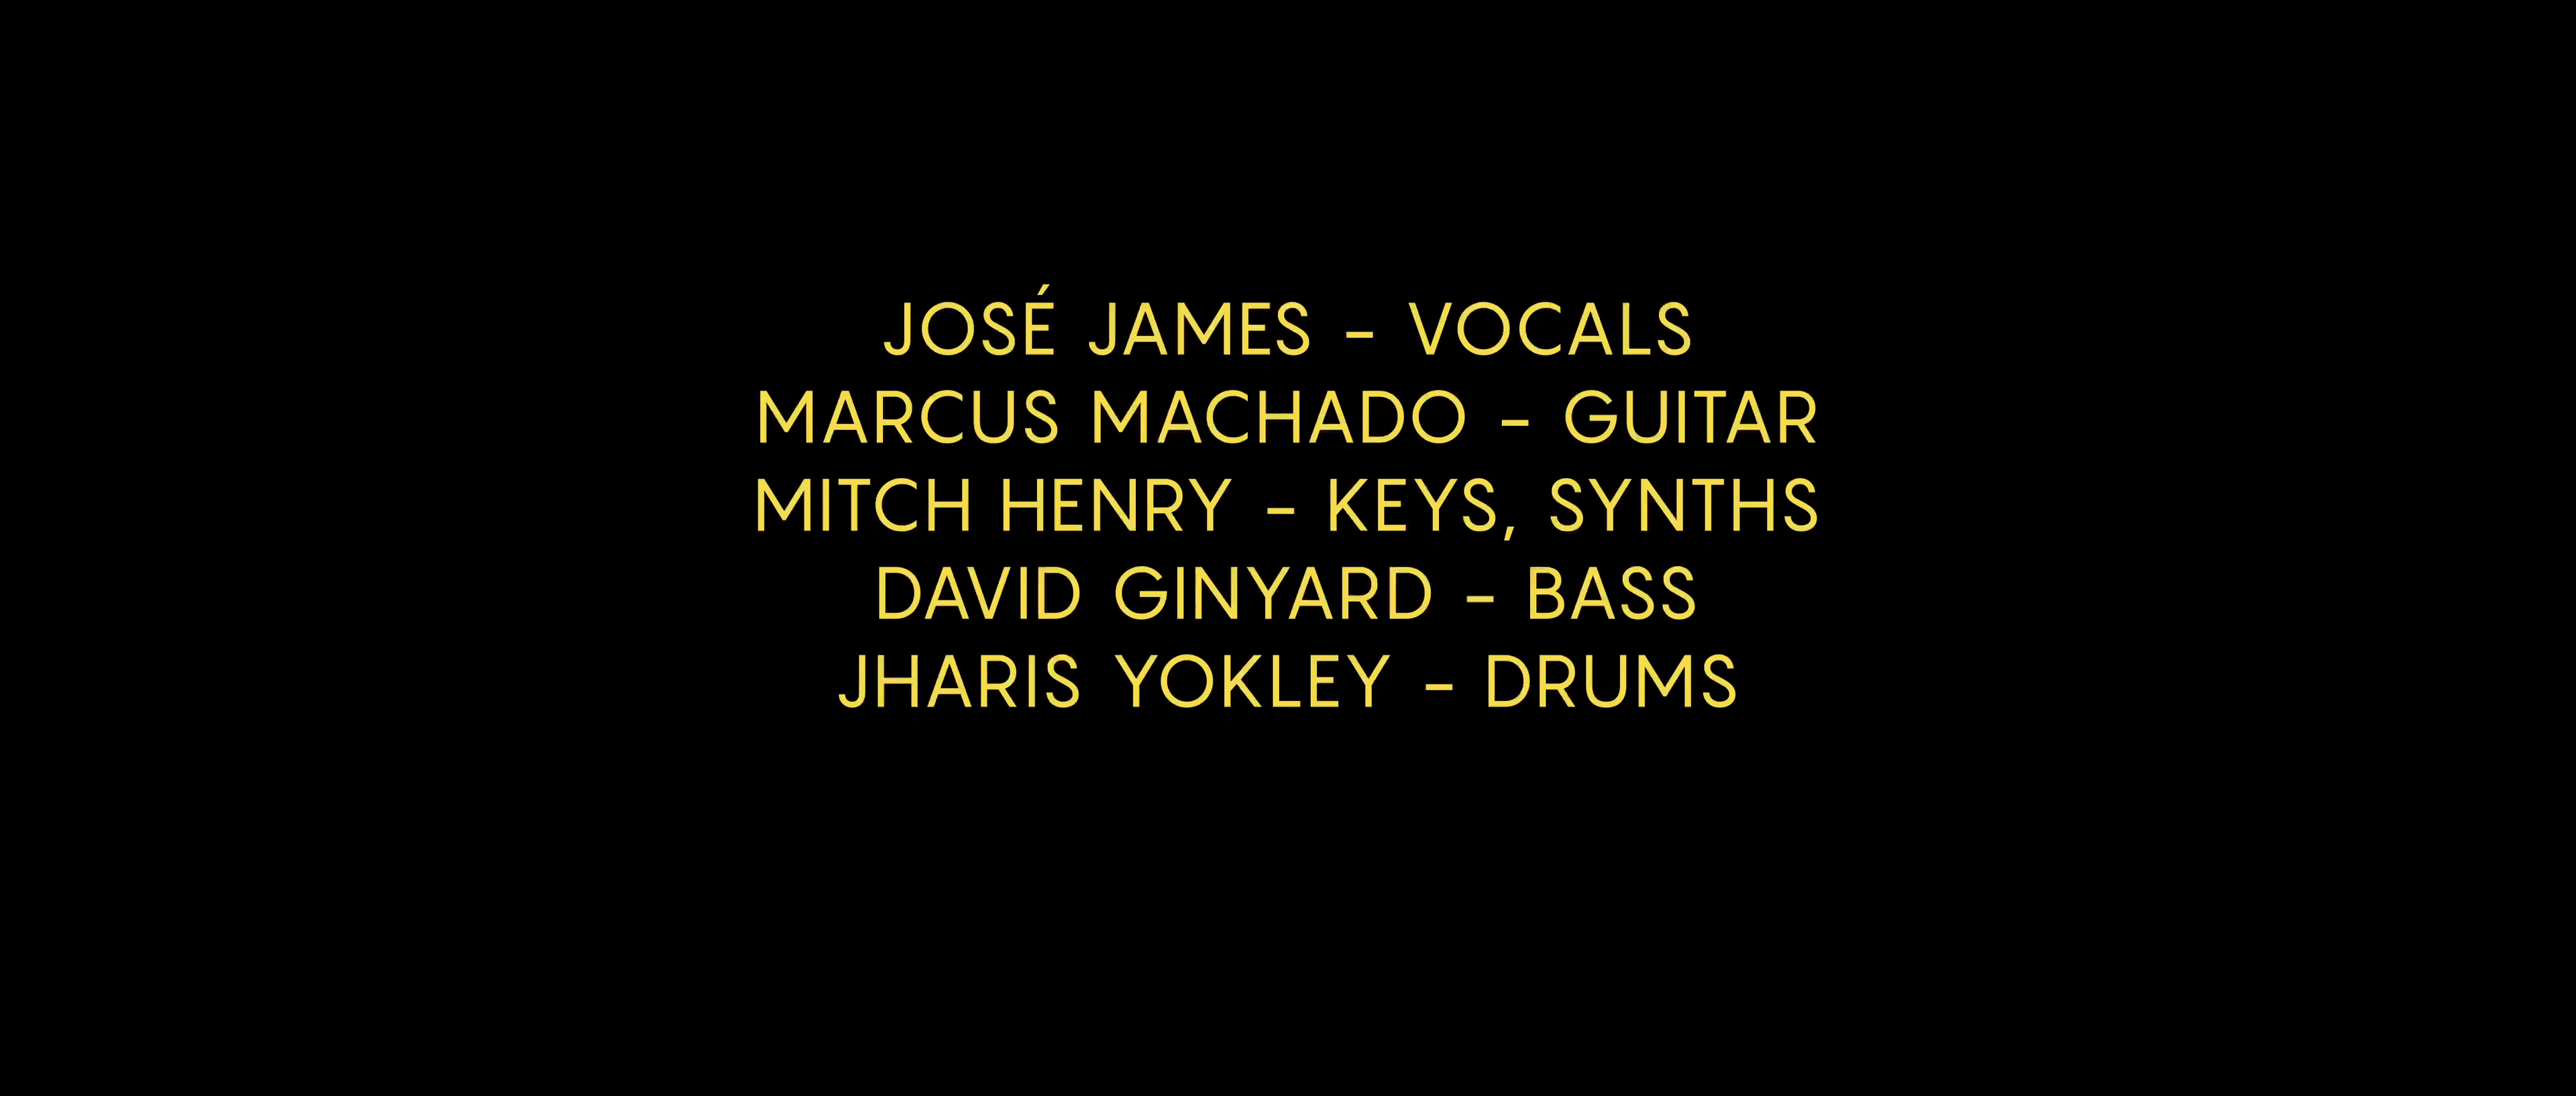 JOSÉ JAMES - VOCALS
MARCUS MACHADO - GUITAR
MITCH HENRY - KEYS, SYNTHS
DAVID GINYARD - BASS
JHARIS YOKLEY - DRUMS